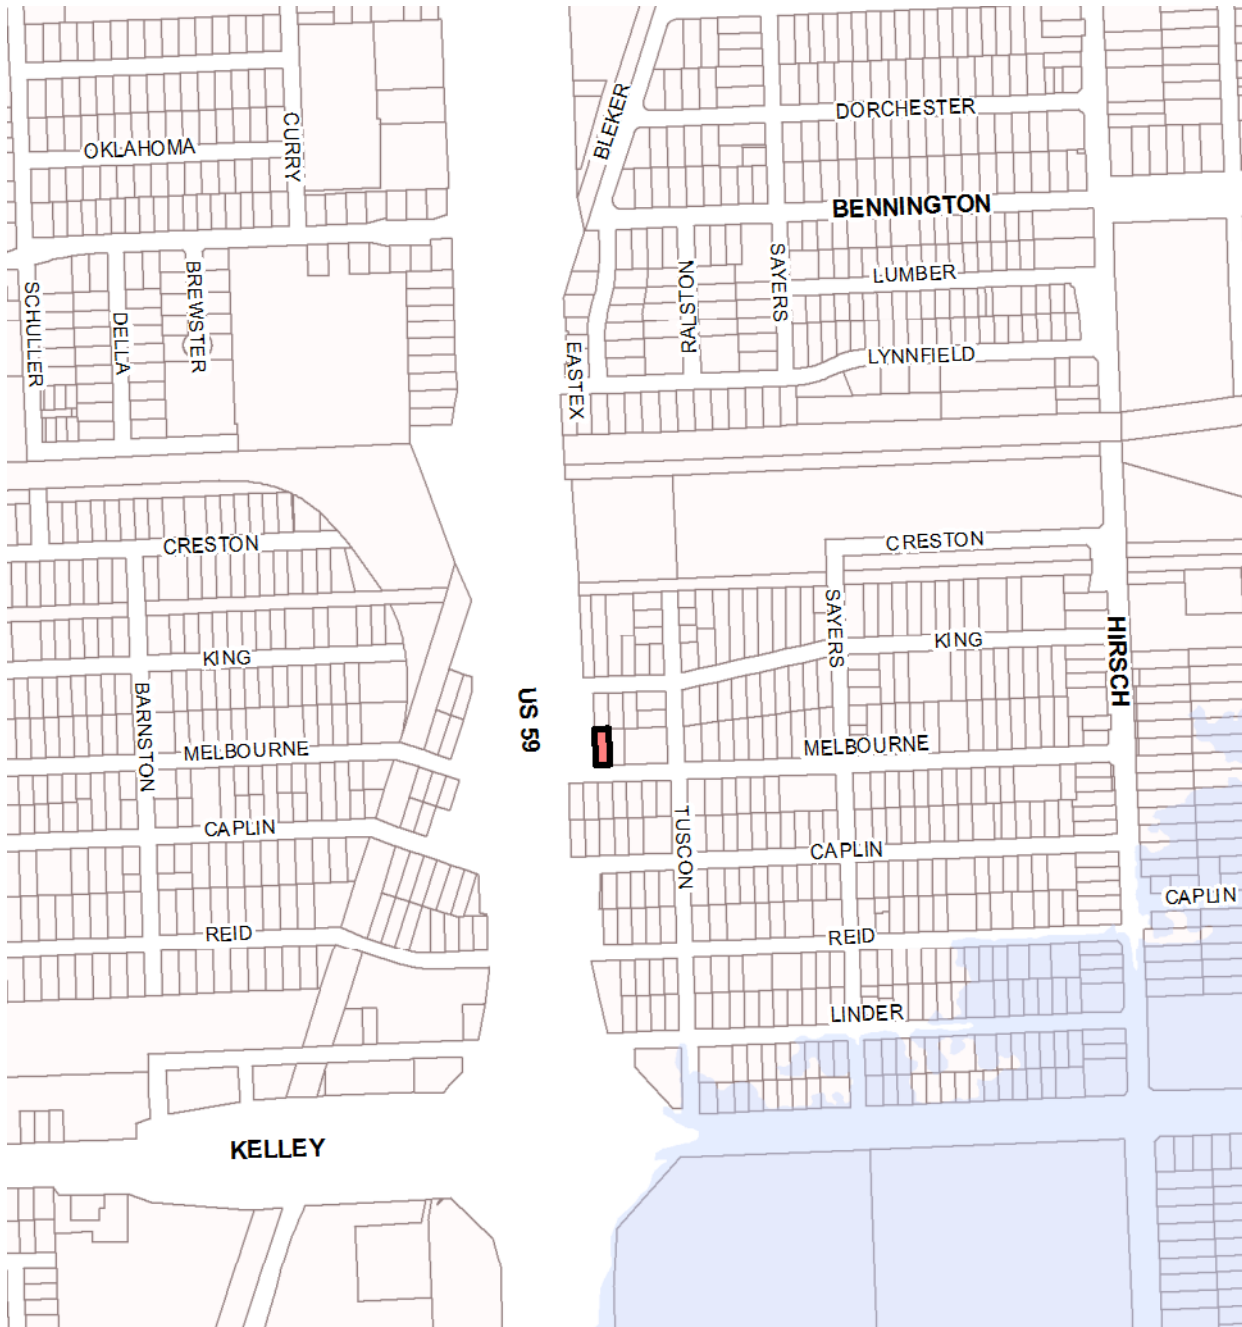 BLEKER
DORCHESTER
CURRY
OKLAHOMA
BENNINGTON
SAYERS
BREWSTER
RALSTON
LUMBER
SCHULLER
DELLA
EASTEX
LYNNFIELD
CRESTON
CRESTON
SAYERS
HIRSCH
KING
KING
BARNSTON
US 59
MELBOURNE
MELBOURNE
TUSCON
CAPLIN
CAPLIN
CAPLIN
REID
REID
LINDER
KELLEY